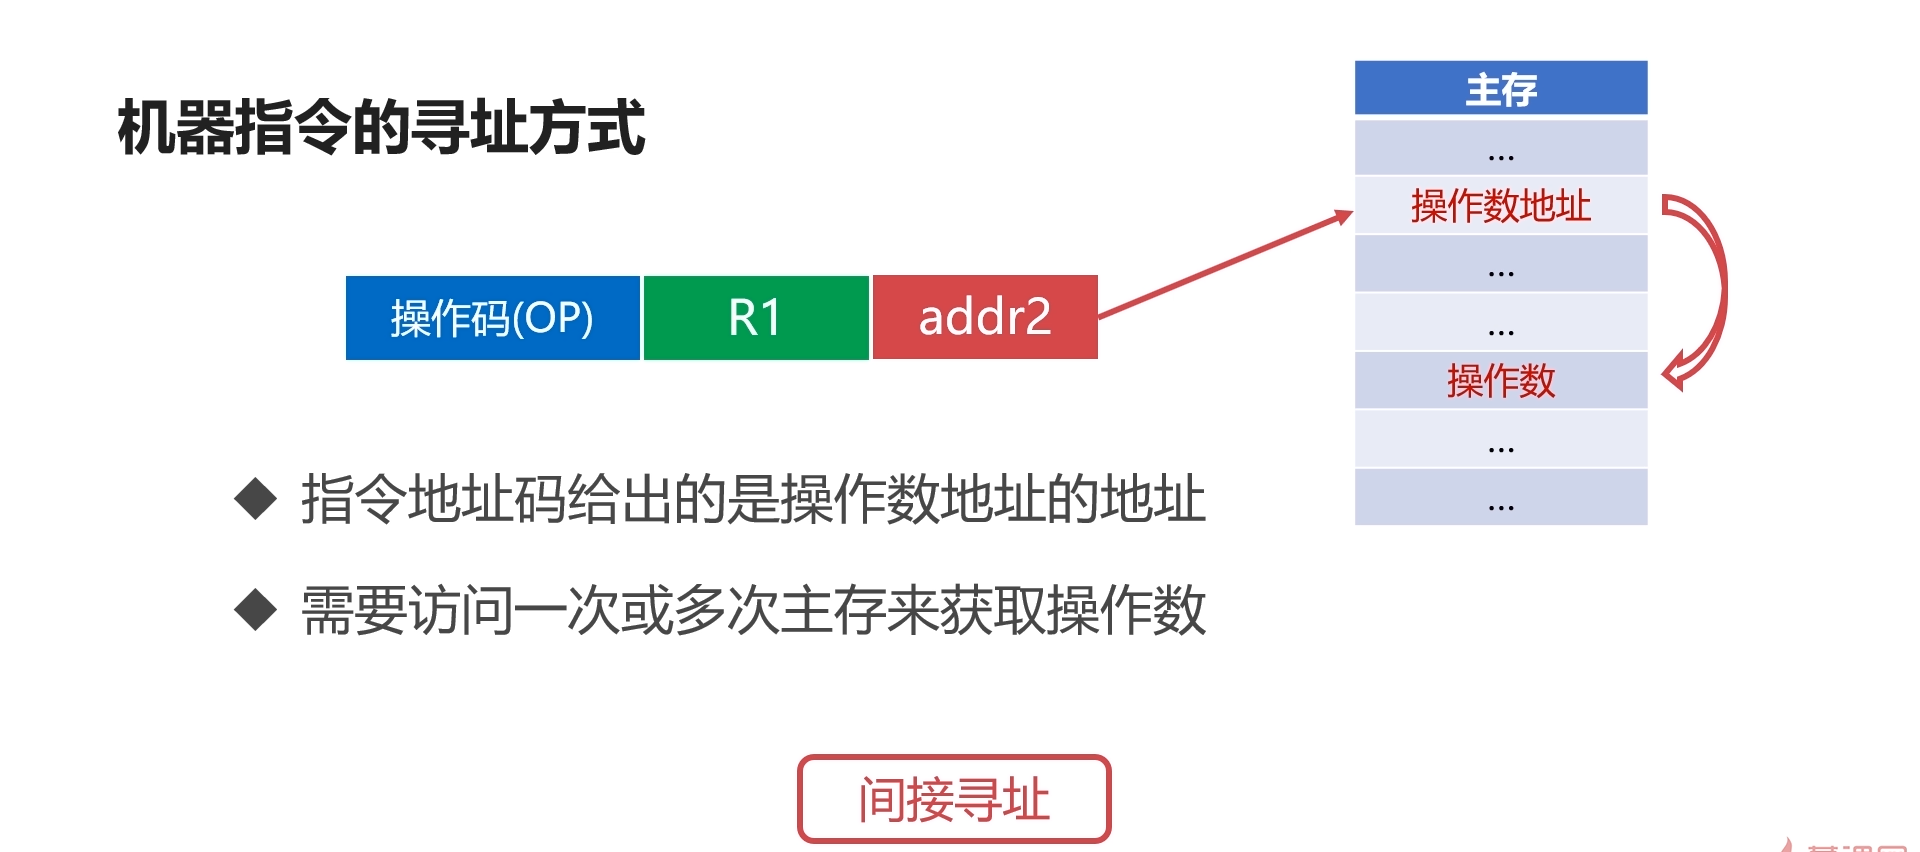 机器指令的寻址方式
主存
...
操作数地址
...
...
操作数
...
...
操作码(OP) R1 addr2
◆ 指令地址码给出的是操作数地址的地址
◆ 需要访问一次或多次主存来获取操作数
间接寻址